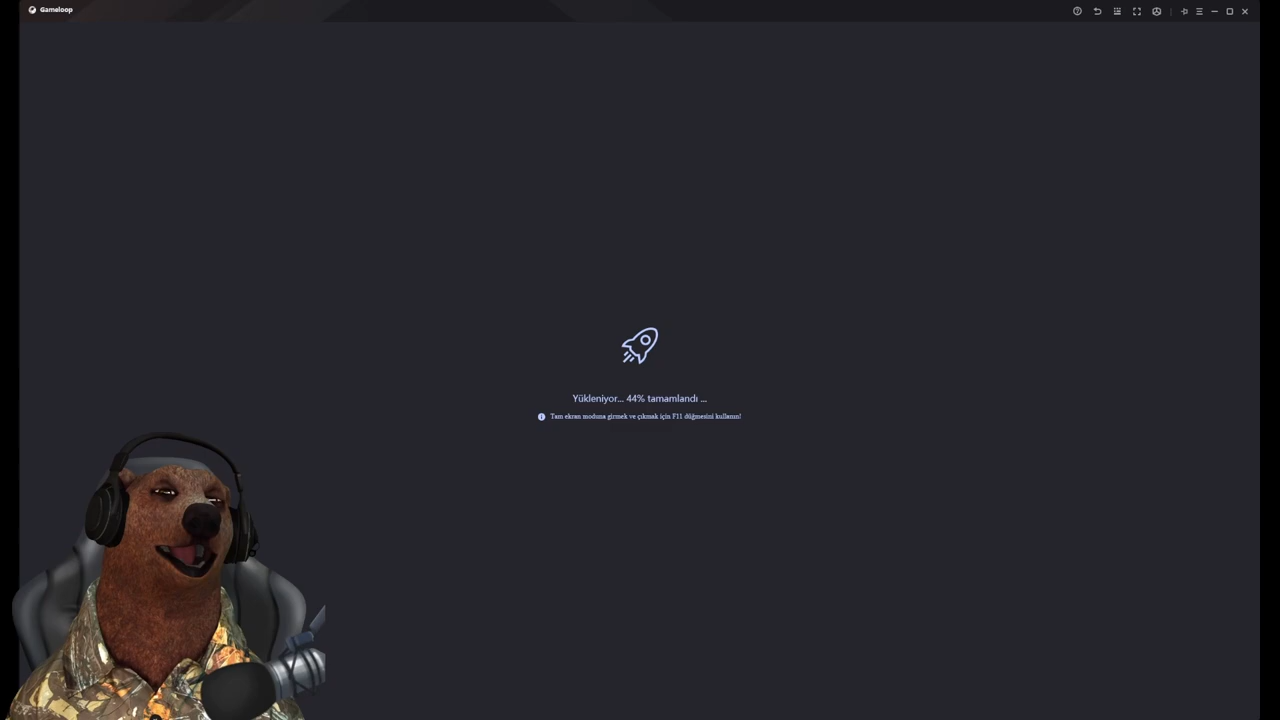 Gameloop
Yükleniyor... 44% tamamlandı ...
Tam ekran moduna girmek ve çıkmak için F11 düğmesini kullanın!